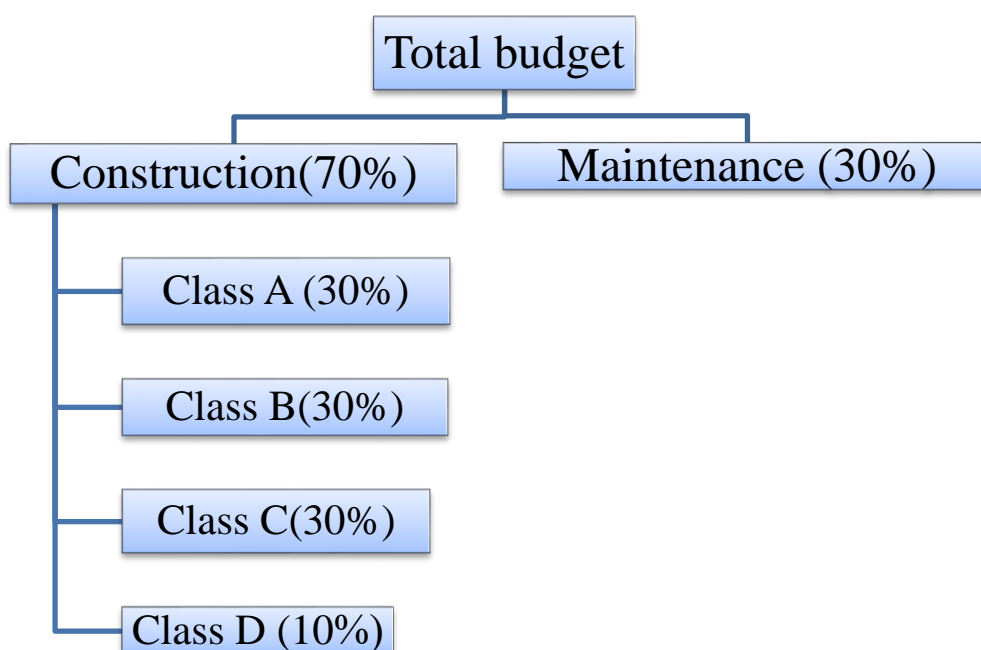 Total budget
Construction(70%)
Maintenance (30%)
Class A (30%)
Class B(30%)
Class C(30%)
Class D (10%)